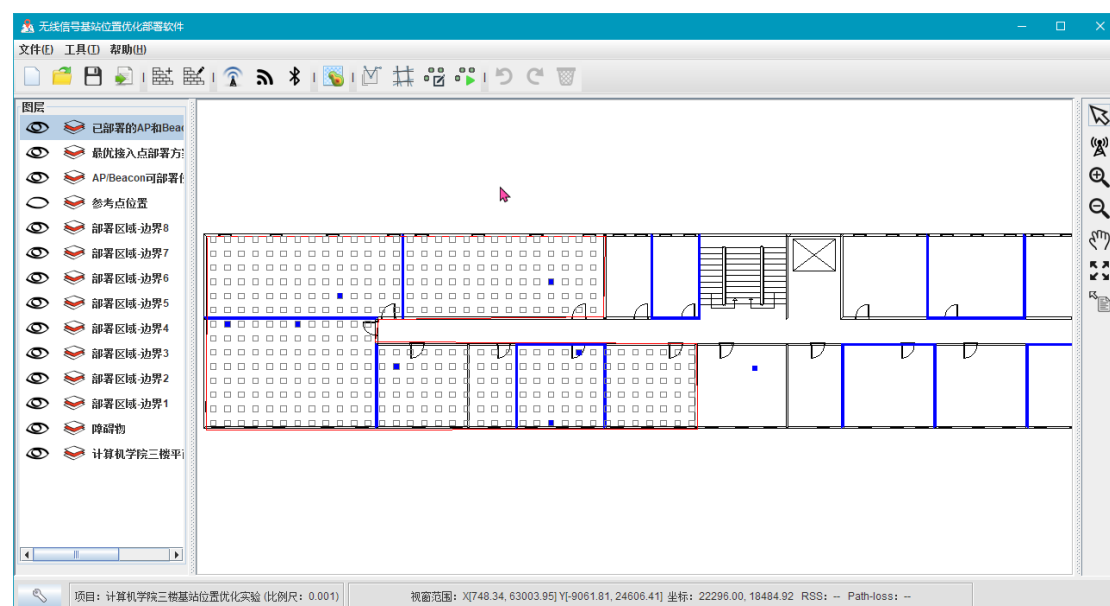 无线信号基站位置优化部署软件
文件(F) 工具(T) 帮助(H)
图层
已部署的AP和Bea
最优接入点部署方
AP/Beacon可部署
参考点位置
部署区域-边界8
部署区域-边界7
部署区域-边界6
部署区域-边界5
部署区域-边界4
部署区域-边界3
部署区域-边界2
部署区域-边界1
障碍物
计算机学院三楼平
项目: 计算机学院三楼基站位置优化实验 (比例尺: 0.001)
视窗范围: X[748.34, 63003.95] Y[-9061.81, 24606.41] 坐标: 22296.00, 18484.92 RSS: -- Path-loss: --